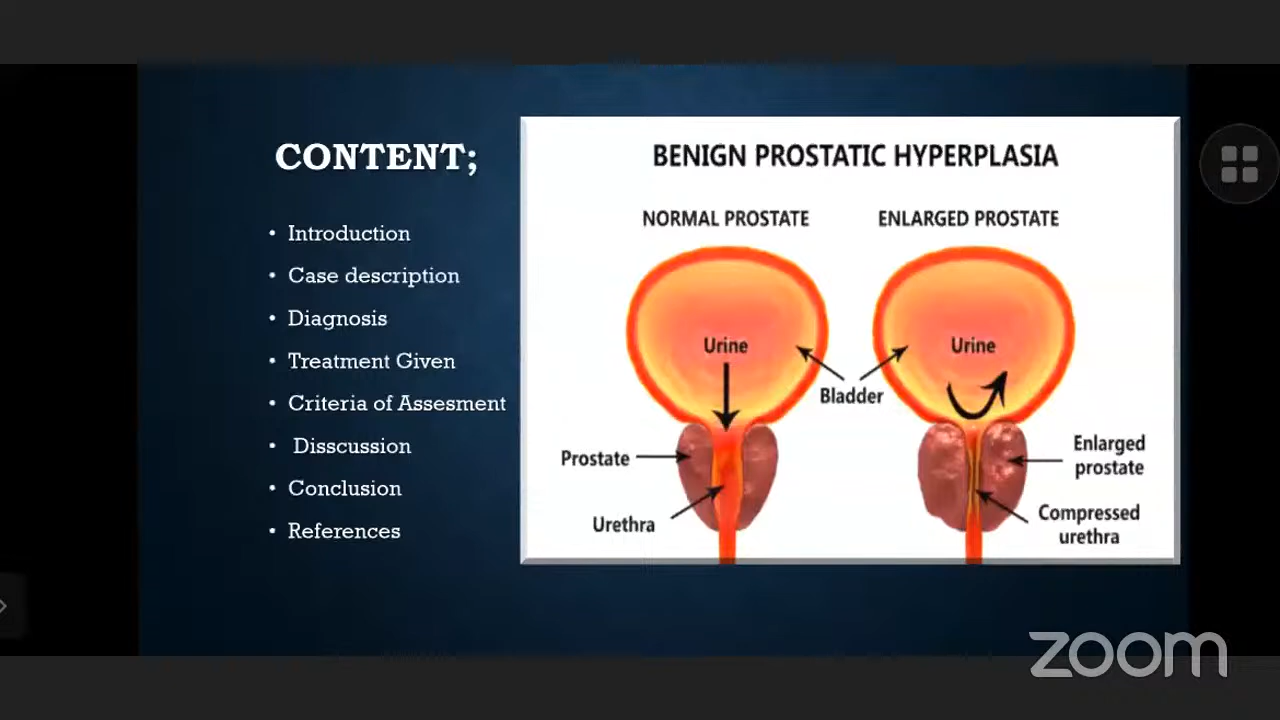 CONTENT;
• Introduction
• Case description
• Diagnosis
• Treatment Given
• Criteria of Assesment
• Disscussion
• Conclusion
• References
BENIGN PROSTATIC HYPERPLASIA
NORMAL PROSTATE
ENLARGED PROSTATE
Urine
Urine
Bladder
Prostate
Urethra
Enlarged
prostate
Compressed
urethra
zoom